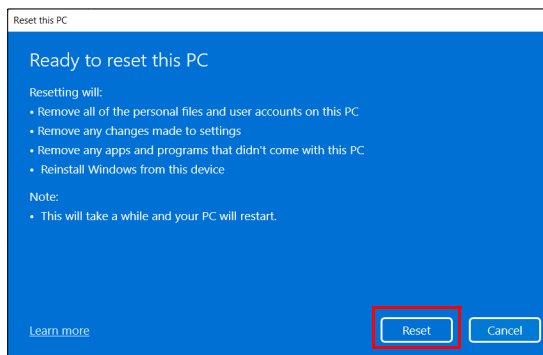 Reset this PC
Ready to reset this PC
Resetting will:
• Remove all of the personal files and user accounts on this PC
• Remove any changes made to settings
• Remove any apps and programs that didn't come with this PC
• Reinstall Windows from this device
Note:
• This will take a while and your PC will restart.
Learn more
Reset
Cancel